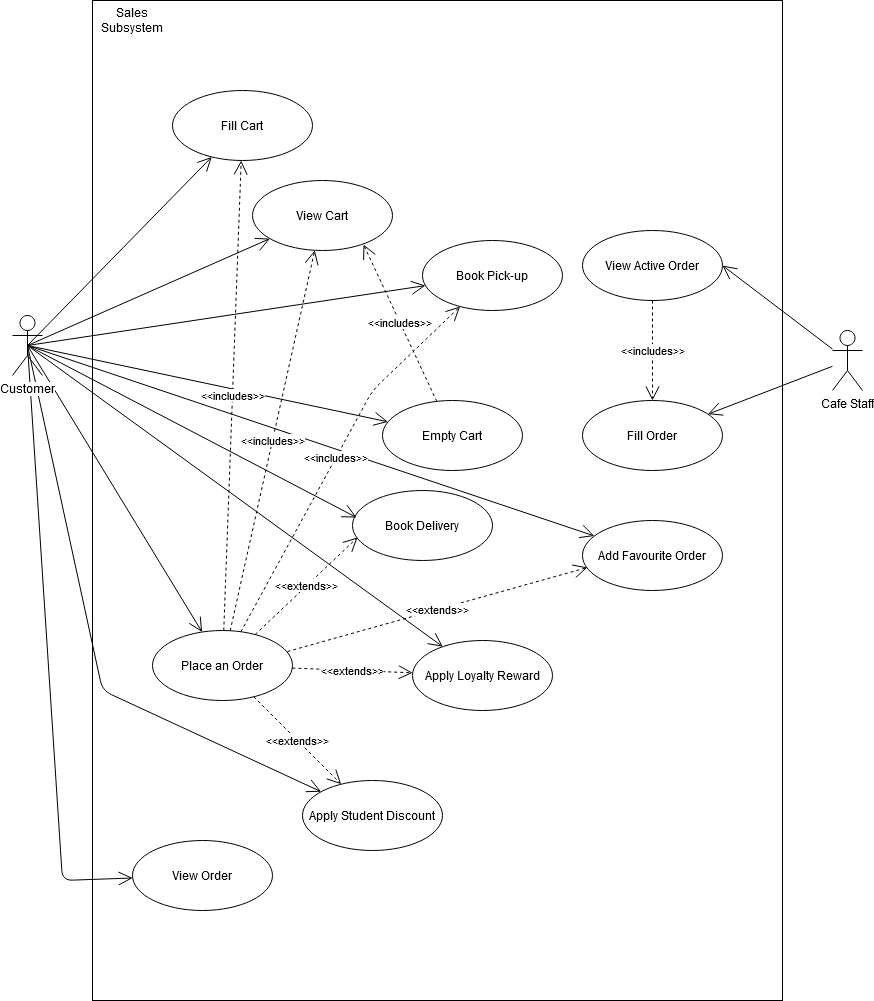 Sales
Subsystem
Fill Cart
View Cart
Book Pick-up
View Active Order
<<includes>>
<<includes>>
Customer
Cafe Staff
<<includes>>
Empty Cart
Fill Order
<<includes>>
<<includes>>
Book Delivery
Add Favourite Order
<<extends>>
<<extends>>
Place an Order
<<extends>>
Apply Loyalty Reward
<<extends>>
Apply Student Discount
View Order